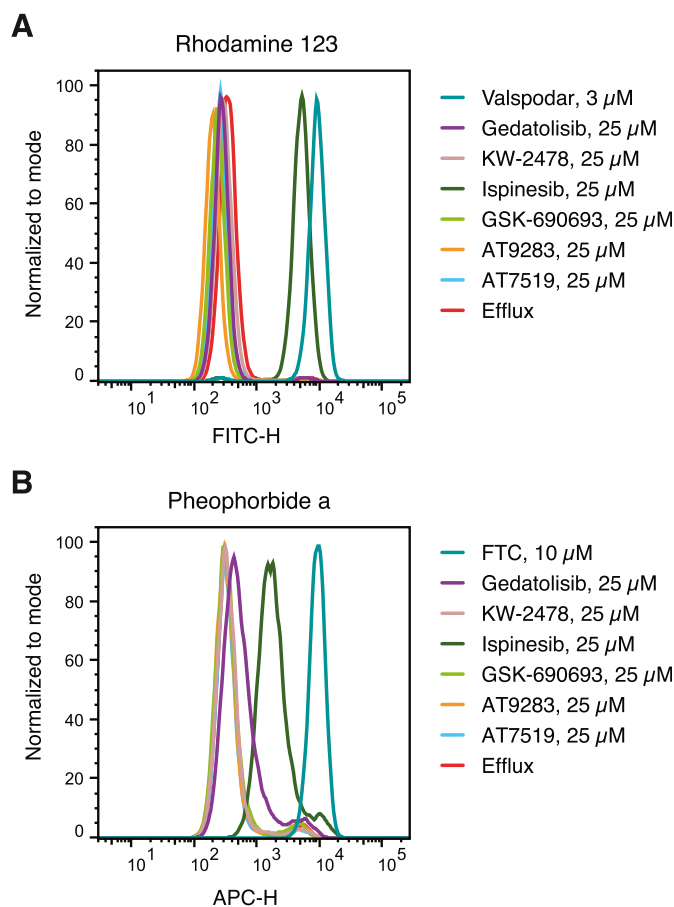 A
Rhodamine 123
100
80
60
40
20
0
Normalized to mode
10^1 10^2 10^3 10^4 10^5
FITC-H
Valspodar, 3 µM
Gedatolisib, 25 µM
KW-2478, 25 µM
Ispinesib, 25 µM
GSK-690693, 25 µM
AT9283, 25 µM
AT7519, 25 µM
Efflux
B
Pheophorbide a
100
80
60
40
20
0
Normalized to mode
10^1 10^2 10^3 10^4 10^5
APC-H
FTC, 10 µM
Gedatolisib, 25 µM
KW-2478, 25 µM
Ispinesib, 25 µM
GSK-690693, 25 µM
AT9283, 25 µM
AT7519, 25 µM
Efflux